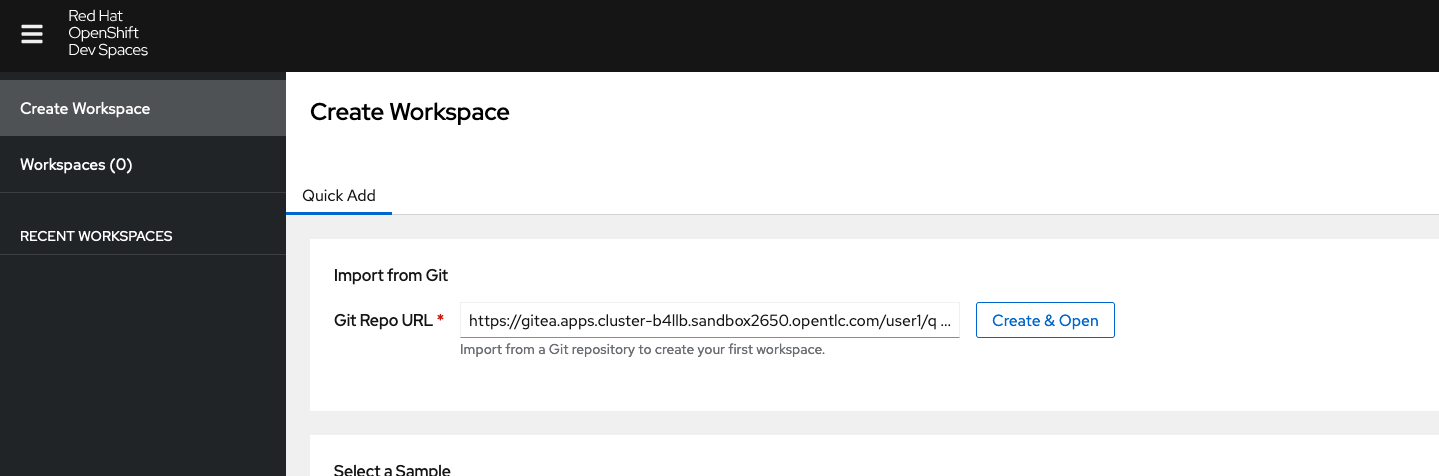 Red Hat
OpenShift
Dev Spaces
Create Workspace
Workspaces (0)
RECENT WORKSPACES
Create Workspace
Quick Add
Import from Git
Git Repo URL *
https://gitea.apps.cluster-b4llb.sandbox2650.opentlc.com/user1/q ...
Create & Open
Import from a Git repository to create your first workspace.
Select a Sample